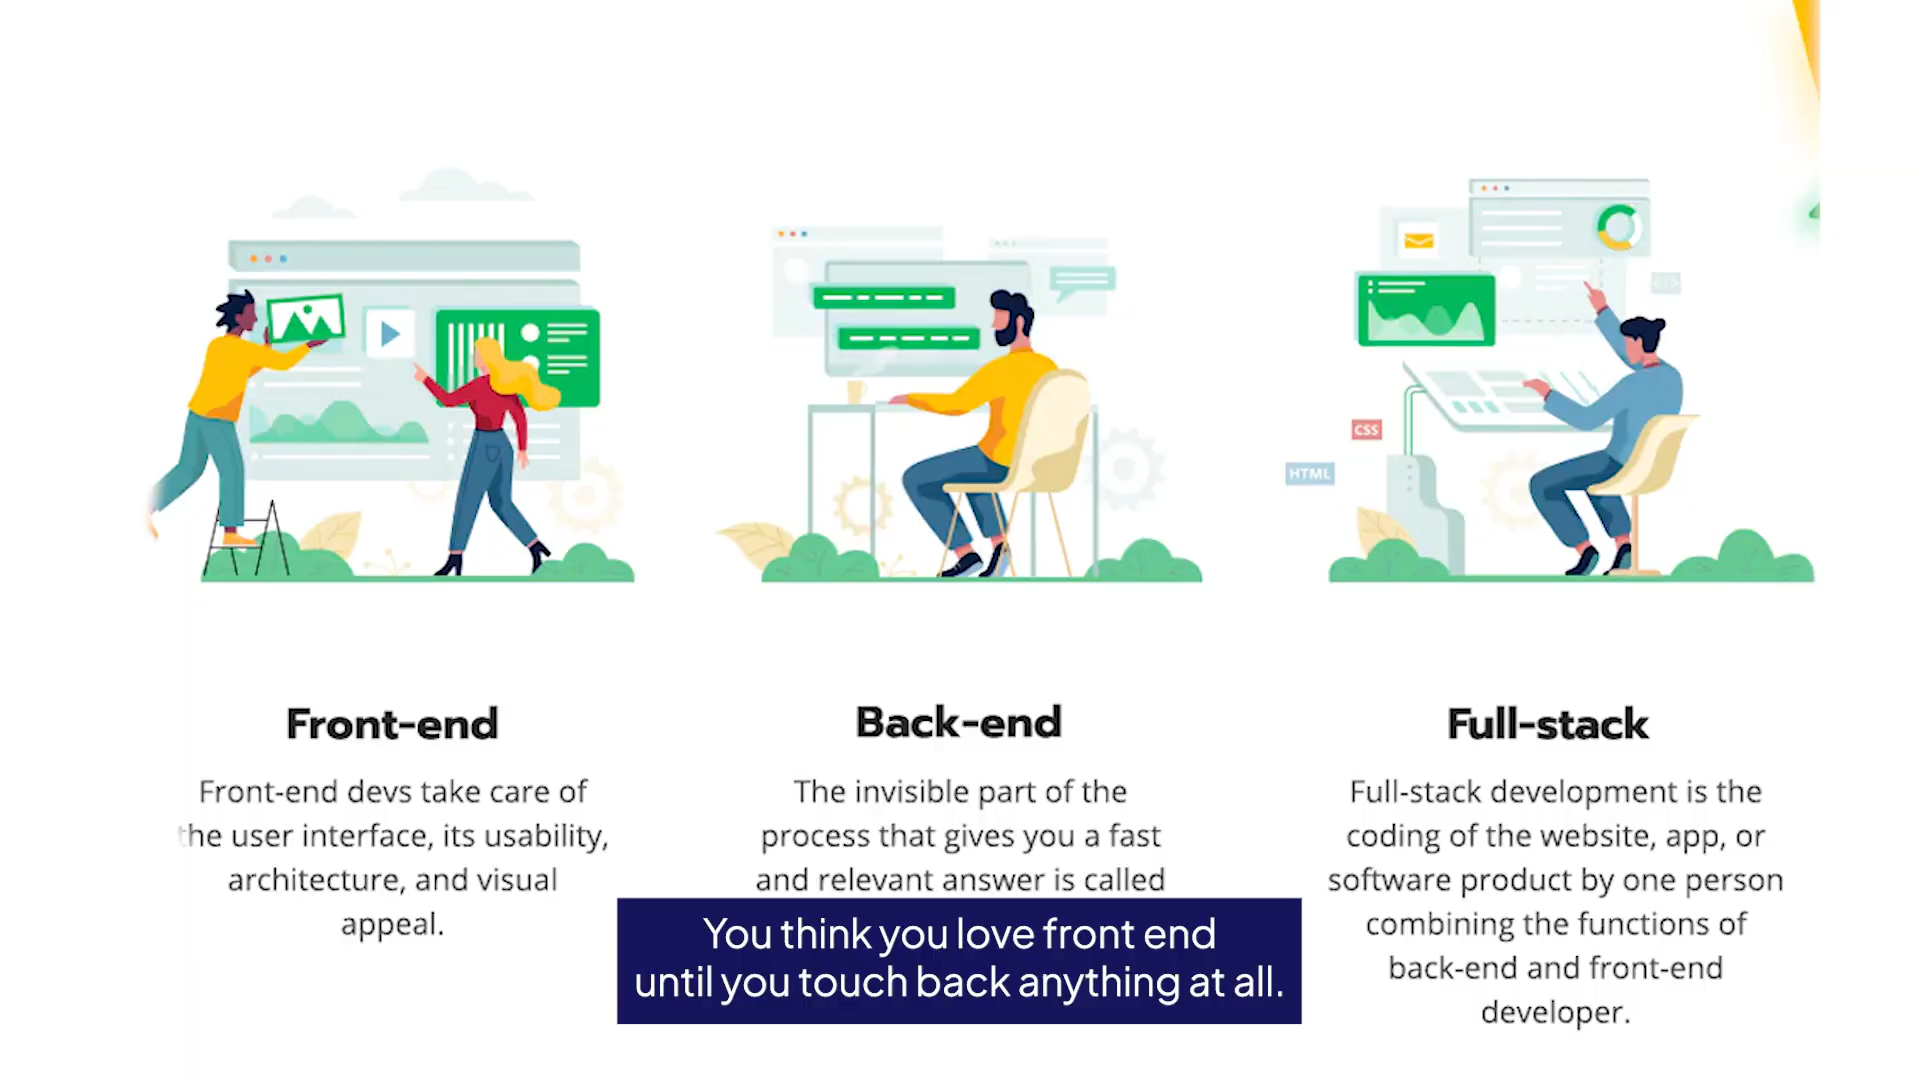 CSS
HTML
Front-end
Front-end devs take care of
the user interface, its usability,
architecture, and visual
appeal.
Back-end
The invisible part of the
process that gives you a fast
and relevant answer is called
Full-stack
Full-stack development is the
coding of the website, app, or
software product by one person
combining the functions of
back-end and front-end
developer.
You think you love front end
until you touch back anything at all.